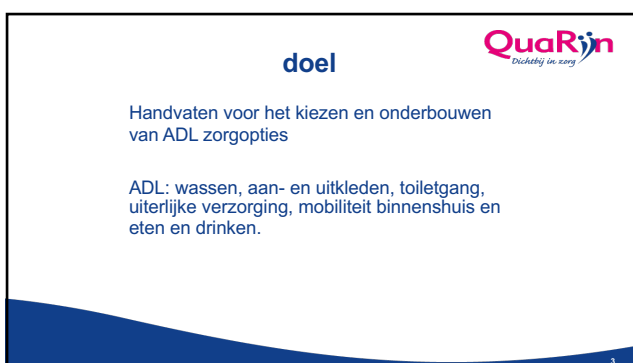 QuaRijn
Dichtbij in zorg
doel
Handvaten voor het kiezen en onderbouwen
van ADL zorgopties
ADL: wassen, aan- en uitkleden, toiletgang,
uiterlijke verzorging, mobiliteit binnenshuis en
eten en drinken.
3